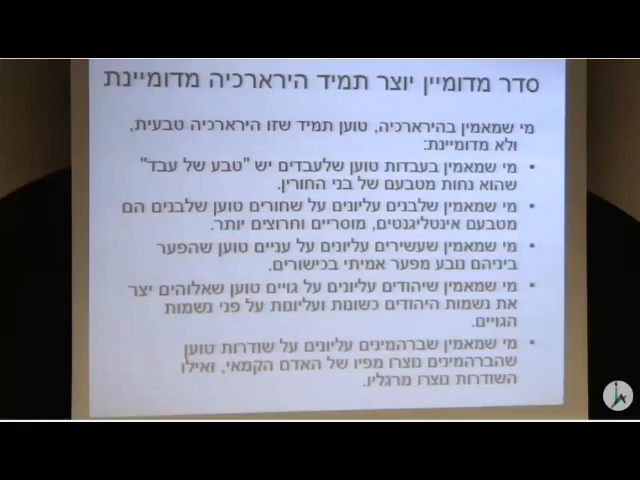 סדר מדומיין יוצר תמיד היררכיה מדומיינת
מי שמאמין בהיררכיה, טוען תמיד שזו היררכיה טבעית,
ולא מדומיינת:
• מי שמאמין בעבדות טוען שלעבדים יש "טבע של עבד"
שהוא נחות מטבעם של בני החורין.
• מי שמאמין שלבנים עליונים על שחורים טוען שלבנים הם
מטבעם אינטליגנטים, מוסריים וחרוצים יותר.
• מי שמאמין שעשירים עליונים על עניים טוען שהפער
ביניהם נובע מפער אמיתי בכישורים.
• מי שמאמין שיהודים עליונים על גויים טוען שאלוהים יצר
את נשמות היהודים כשונות ועליונות על פני נשמות
הגויים.
• מי שמאמין שברהמינים עליונים על שודרות טוען
שהברהמינים נוצרו מפיו של האדם הקמאי, ואילו
השודרות נוצרו מרגליו.